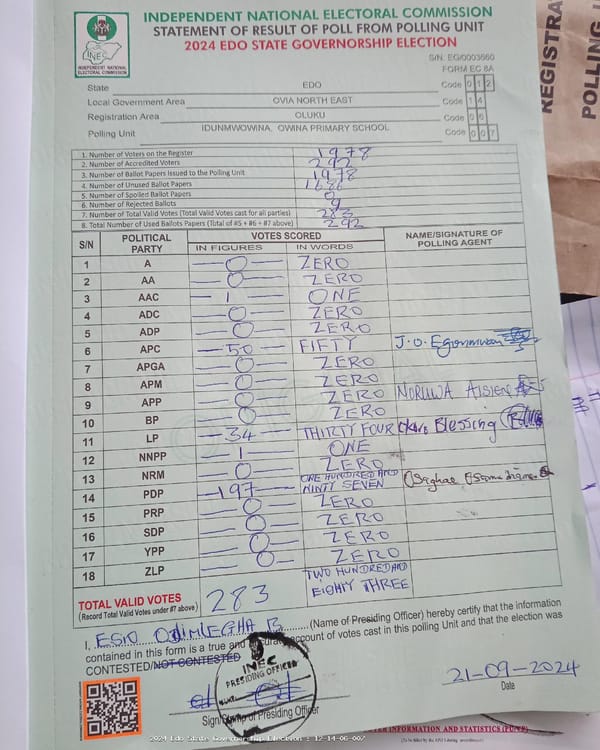 INDEPENDENT NATIONAL ELECTORAL COMMISSION
STATEMENT OF RESULT OF POLL FROM POLLING UNIT
2024 EDO STATE GOVERNORSHIP ELECTION
INEC
INDEPENDENT NATIONAL
ELECTORAL COMMISSION
S/N: EG/0003660
FORM EC 8A
State EDO Code 0 1 2
Local Government Area OVIA NORTH EAST Code 1 4
Registration Area OLUKU Code 0 6
Polling Unit IDUNMWOWINA, OWINA PRIMARY SCHOOL Code 0 0 7
1. Number of Voters on the Register 1978
2. Number of Accredited Voters 292
3. Number of Ballot Papers Issued to the Polling Unit 1978
4. Number of Unused Ballot Papers 1686
5. Number of Spoiled Ballot Papers 0
6. Number of Rejected Ballots 9
7. Number of Total Valid Votes (Total Valid Votes cast for all parties) 283
8. Total Number of Used Ballots Papers (Total of #5 + #6 + #7 above) 292
S/N POLITICAL PARTY VOTES SCORED NAME/SIGNATURE OF POLLING AGENT
IN FIGURES IN WORDS
1 A 0 ZERO
2 AA 0 ZERO
3 AAC 1 ONE
4 ADC 0 ZERO
5 ADP 0 ZERO
6 APC 50 FIFTY J.O.
7 APGA 0 ZERO
8 APM 0 ZERO
9 APP 0 ZERO AISIEN
10 BP 0 ZERO
11 LP 34 THIRTY FOUR Blessing
12 NNPP 1 ONE
13 NRM 0 ZERO
14 PDP 197 ONE HUNDRED AND NINTY SEVEN
15 PRP 0 ZERO
16 SDP 0 ZERO
17 YPP 0 ZERO
18 ZLP 0 ZERO
TOTAL VALID VOTES 283 TWO HUNDRED AND EIGHTY THREE
(Record Total Valid Votes under #7 above)
I, (Name of Presiding Officer) hereby certify that the information
contained in this form is a true and account of votes cast in this polling Unit and that the election was
CONTESTED/NOT CONTESTED
INEC
PRESIDING OFFICER
21-09-2024
Date
of Presiding Officer
2024 Edo State Governorship Election : 12-14-06-007
INFORMATION AND STATISTICS
REGISTRA
POLLING